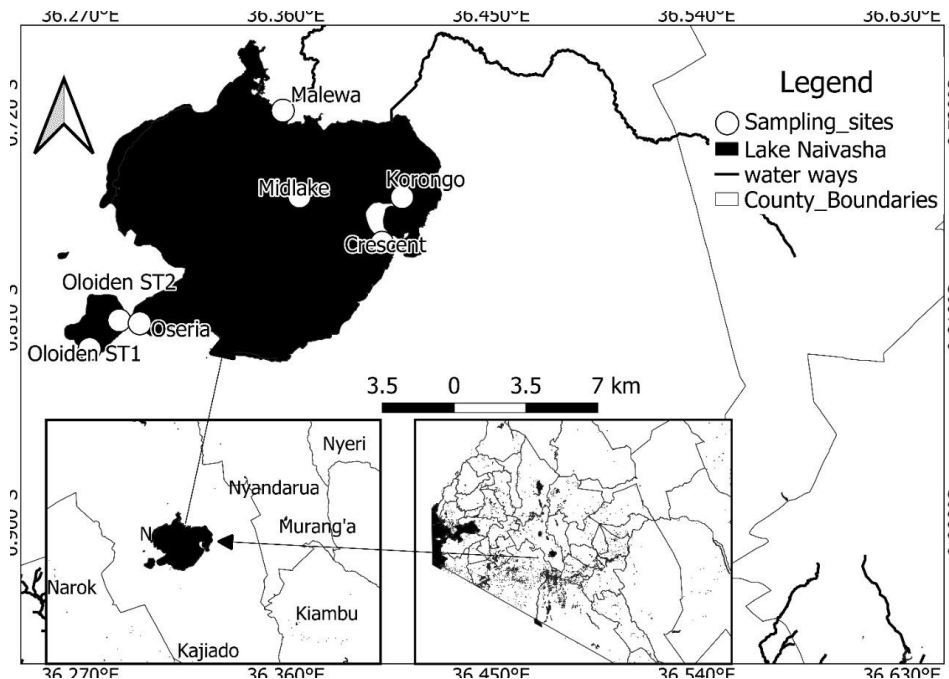 36.270°E 36.360°E 36.450°E 36.540°E 36.630°E
Malewa
Legend
Sampling_sites
Lake Naivasha
water ways
County_Boundaries
Midlake
Korongo
Crescent
Oloiden ST2
Oseria
Oloiden ST1
3.5 0 3.5 7 km
Nyeri
Nyandarua
N
Murang'a
Narok
Kiambu
Kajiado
36.270°E 36.360°E 36.450°E 36.540°E 36.630°E